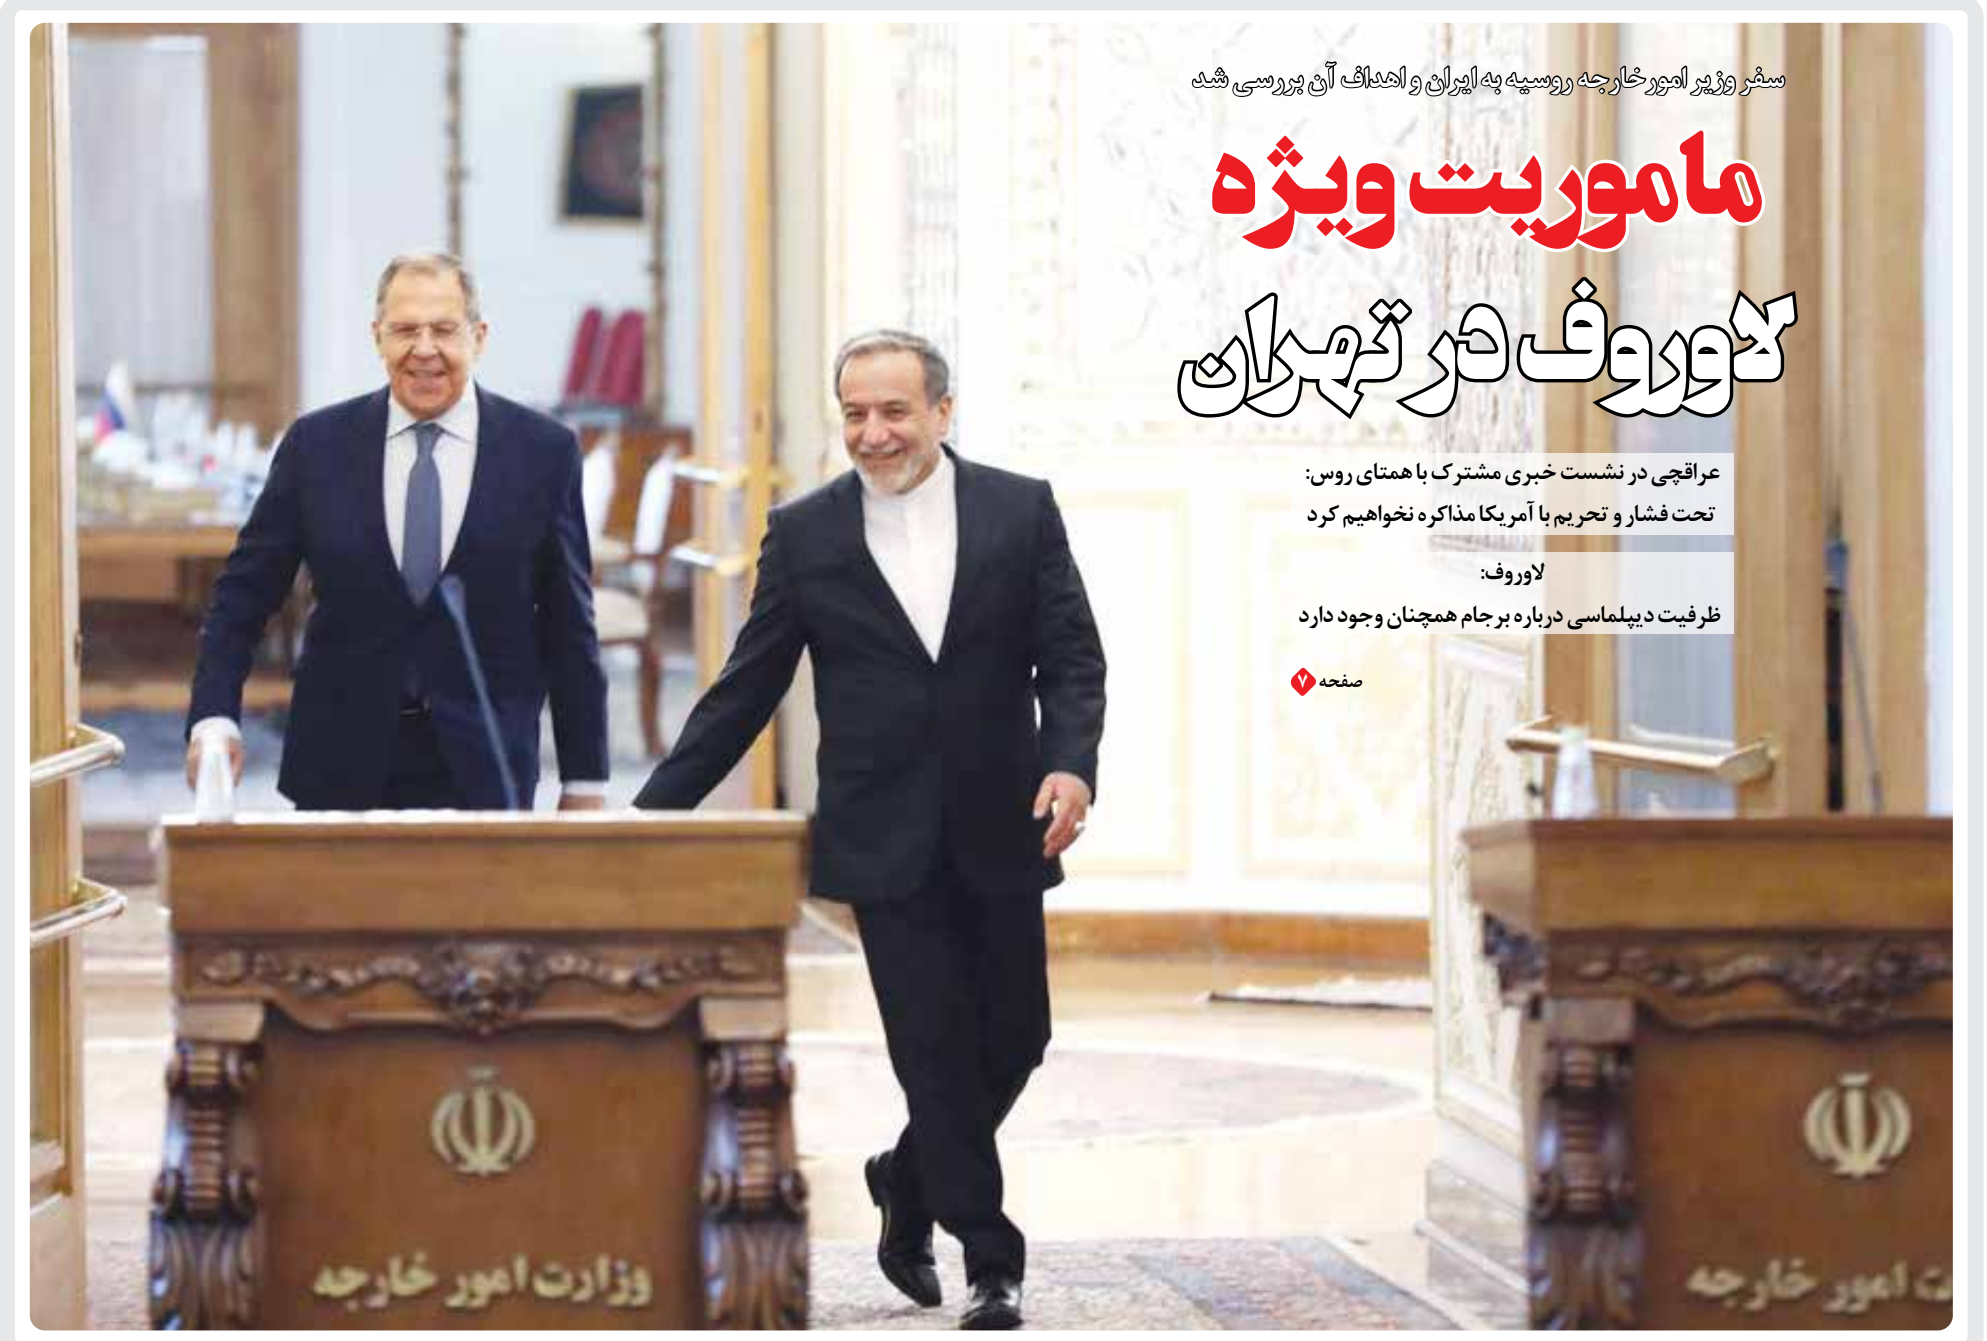 سفر وزیر امورخارجه روسیه به ایران و اهداف آن بررسی شد
ماموریت ویژه
لاوروف در تهران
عراقچی در نشست خبری مشترک با همتای روس:
تحت فشار و تحریم با آمریکا مذاکره نخواهیم کرد
لاوروف:
ظرفیت دیپلماسی درباره برجام همچنان وجود دارد
صفحه ۷
وزارت امور خارجه
ت امور خارجه